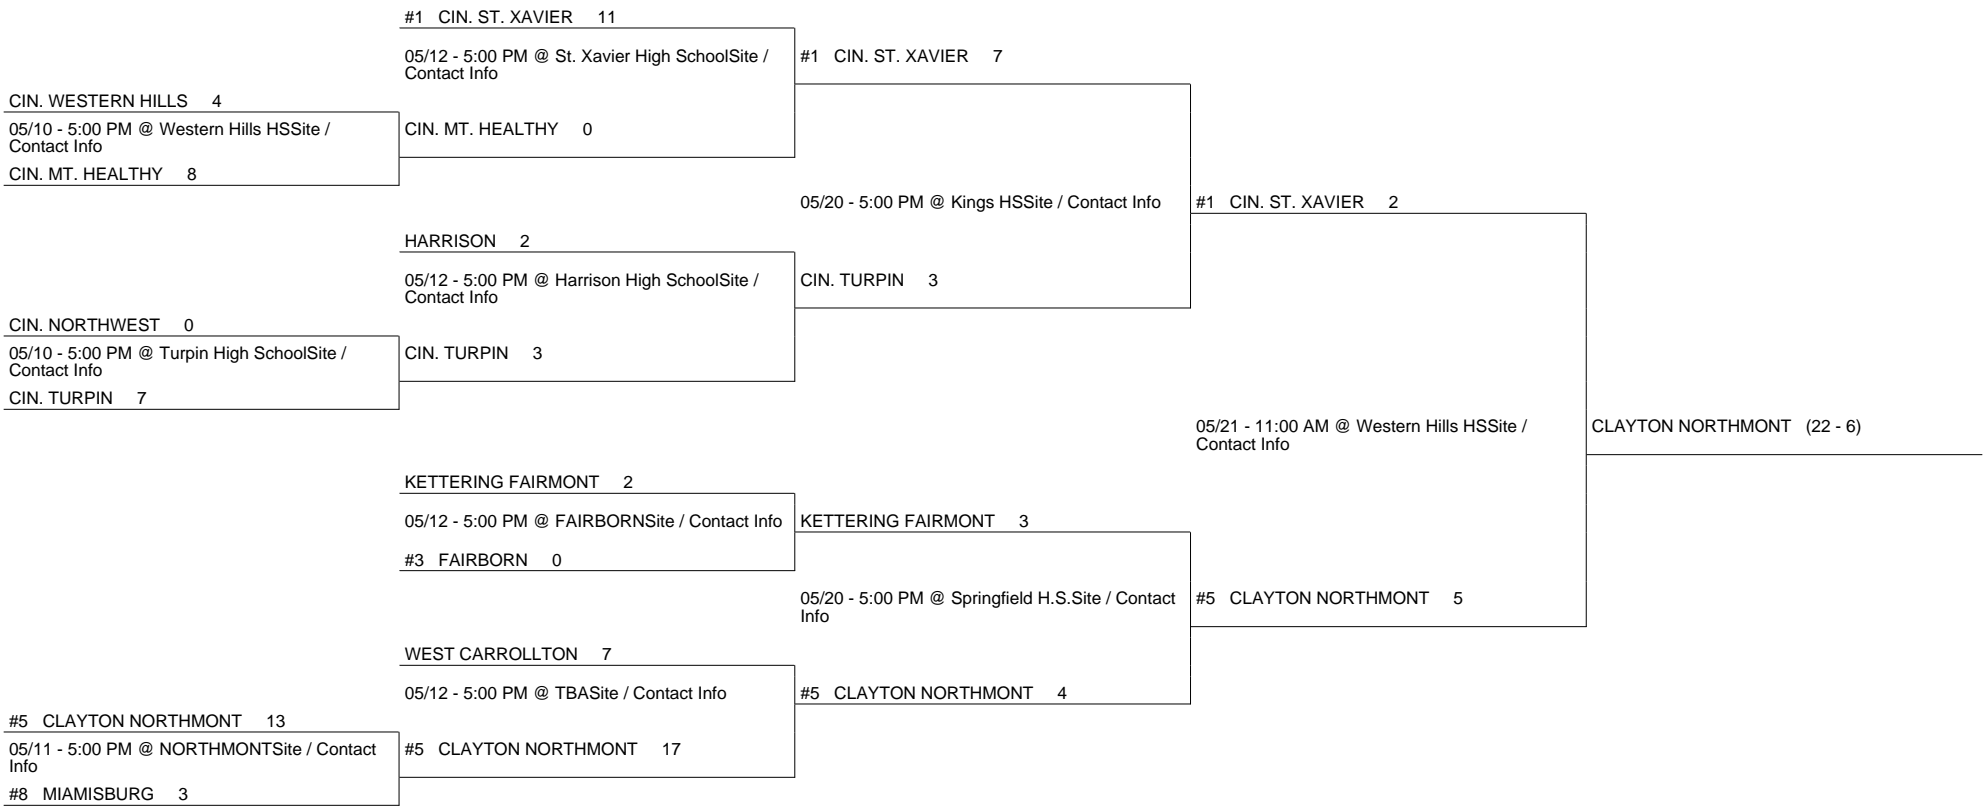 #1 CIN. ST. XAVIER 11
05/12 - 5:00 PM @ St. Xavier High SchoolSite /
Contact Info
#1 CIN. ST. XAVIER 7
CIN. WESTERN HILLS 4
05/10 - 5:00 PM @ Western Hills HSSite /
Contact Info
CIN. MT. HEALTHY 0
CIN. MT. HEALTHY 8
05/20 - 5:00 PM @ Kings HSSite / Contact Info
#1 CIN. ST. XAVIER 2
HARRISON 2
05/12 - 5:00 PM @ Harrison High SchoolSite /
Contact Info
CIN. TURPIN 3
CIN. NORTHWEST 0
05/10 - 5:00 PM @ Turpin High SchoolSite /
Contact Info
CIN. TURPIN 3
CIN. TURPIN 7
05/21 - 11:00 AM @ Western Hills HSSite /
Contact Info
CLAYTON NORTHMONT (22 - 6)
KETTERING FAIRMONT 2
05/12 - 5:00 PM @ FAIRBORNSite / Contact Info
KETTERING FAIRMONT 3
#3 FAIRBORN 0
05/20 - 5:00 PM @ Springfield H.S.Site / Contact
Info
#5 CLAYTON NORTHMONT 5
WEST CARROLLTON 7
05/12 - 5:00 PM @ TBASite / Contact Info
#5 CLAYTON NORTHMONT 4
#5 CLAYTON NORTHMONT 13
05/11 - 5:00 PM @ NORTHMONTSite / Contact
Info
#5 CLAYTON NORTHMONT 17
#8 MIAMISBURG 3